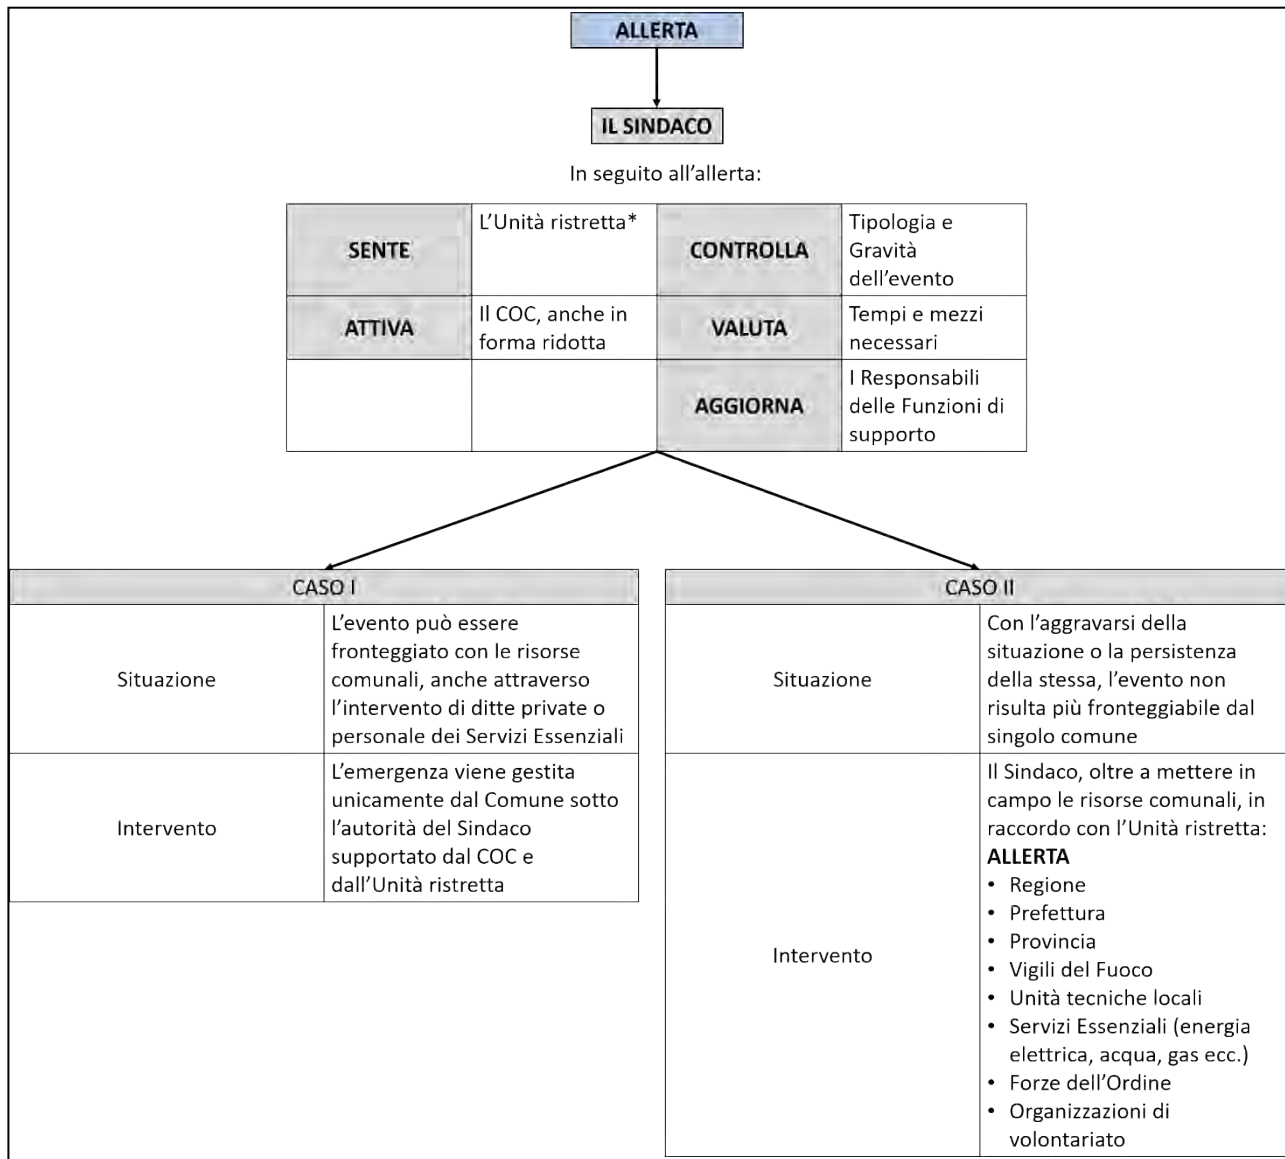 ALLERTA
IL SINDACO
In seguito all'allerta:
SENTE
L'Unità ristretta*
CONTROLLA
Tipologia e
Gravità
dell'evento
ATTIVA
Il COC, anche in
forma ridotta
VALUTA
Tempi e mezzi
necessari
AGGIORNA
I Responsabili
delle Funzioni di
supporto
CASO I
Situazione
L'evento può essere
fronteggiato con le risorse
comunali, anche attraverso
l'intervento di ditte private o
personale dei Servizi Essenziali
Intervento
L'emergenza viene gestita
unicamente dal Comune sotto
l'autorità del Sindaco
supportato dal COC e
dall'Unità ristretta
CASO II
Situazione
Con l'aggravarsi della
situazione o la persistenza
della stessa, l'evento non
risulta più fronteggiabile dal
singolo comune
Intervento
Il Sindaco, oltre a mettere in
campo le risorse comunali, in
raccordo con l'Unità ristretta:
ALLERTA
• Regione
• Prefettura
• Provincia
• Vigili del Fuoco
• Unità tecniche locali
• Servizi Essenziali (energia
elettrica, acqua, gas ecc.)
• Forze dell'Ordine
• Organizzazioni di
volontariato